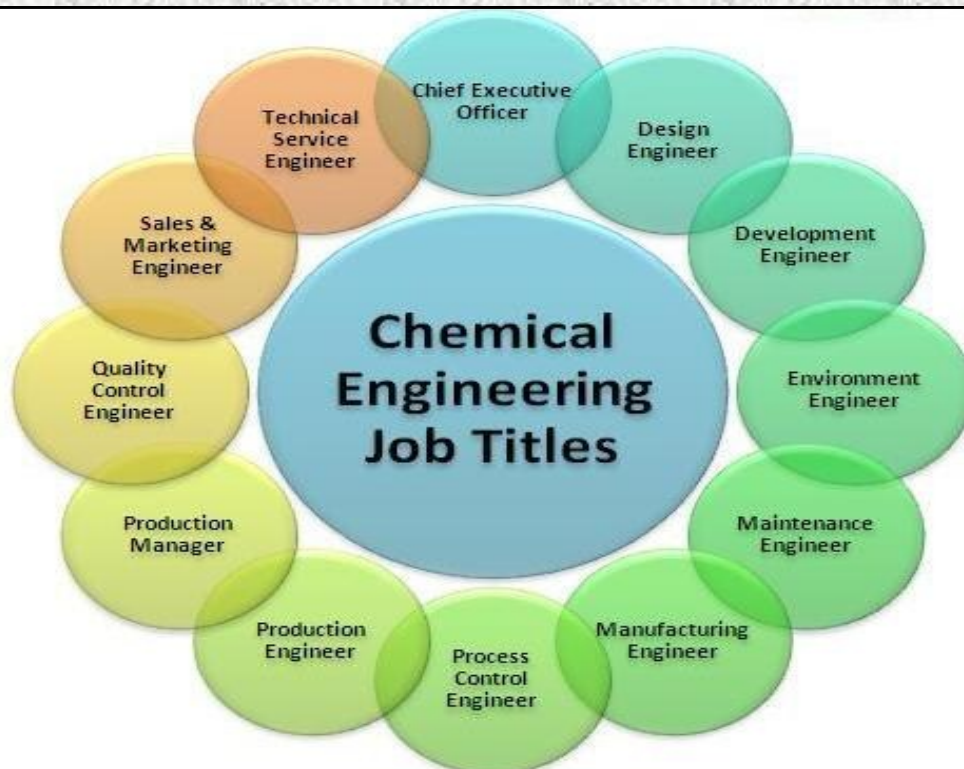 Chemical
Engineering
Job Titles
Chief Executive
Officer
Design
Engineer
Development
Engineer
Environment
Engineer
Maintenance
Engineer
Manufacturing
Engineer
Process
Control
Engineer
Production
Engineer
Production
Manager
Quality
Control
Engineer
Sales &
Marketing
Engineer
Technical
Service
Engineer